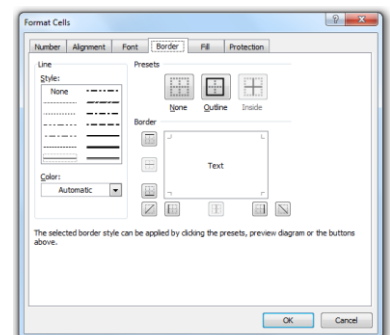 Format Cells
Number Alignment Font Border Fill Protection
Line
Style:
None
Color:
Automatic
Presets
None Outline Inside
Border
Text
The selected border style can be applied by clicking the presets, preview diagram or the buttons
above.
OK Cancel